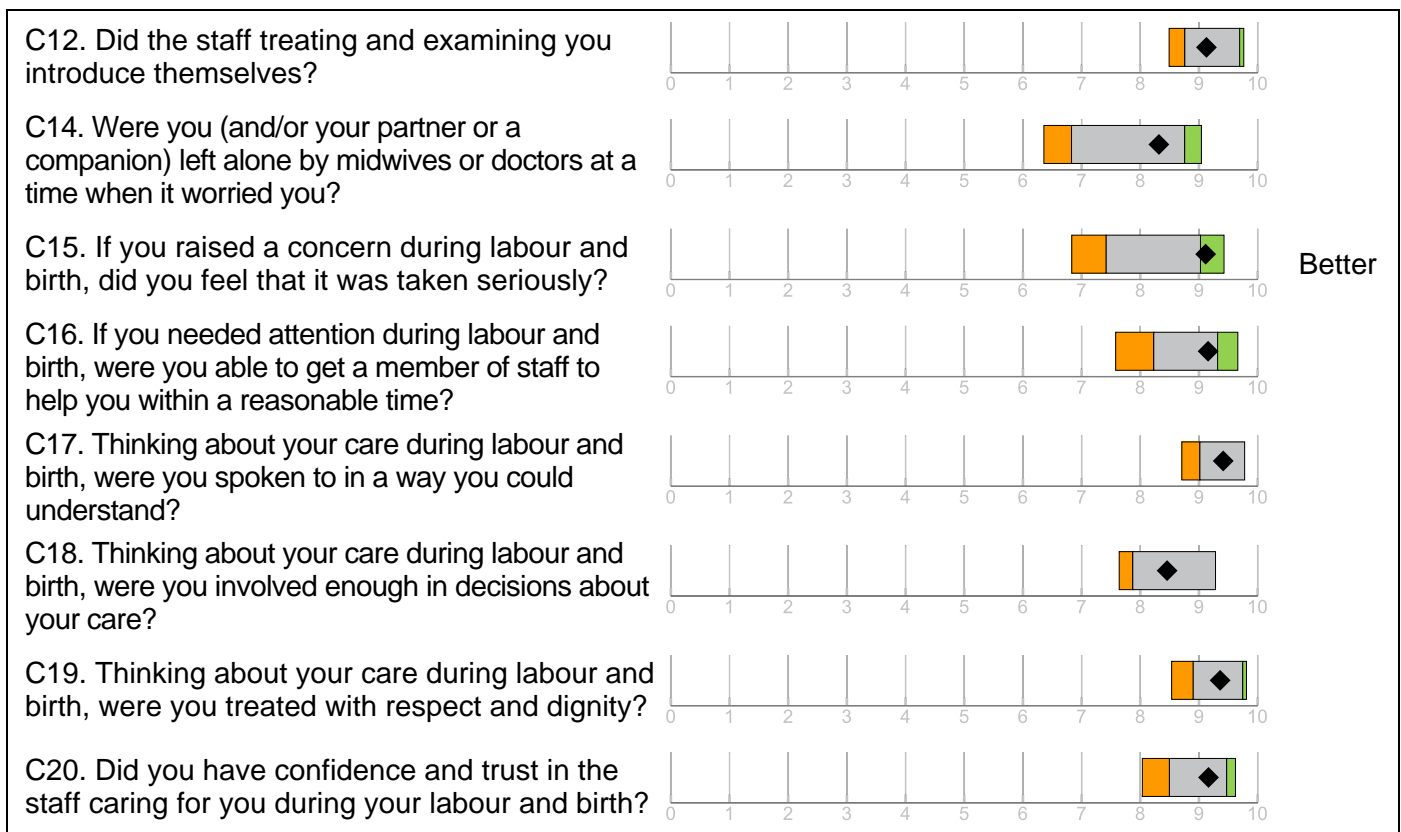 C12. Did the staff treating and examining you
introduce themselves?
0 1 2 3 4 5 6 7 8 9 10
C14. Were you (and/or your partner or a
companion) left alone by midwives or doctors at a
time when it worried you?
0 1 2 3 4 5 6 7 8 9 10
C15. If you raised a concern during labour and
birth, did you feel that it was taken seriously?
0 1 2 3 4 5 6 7 8 9 10
Better
C16. If you needed attention during labour and
birth, were you able to get a member of staff to
help you within a reasonable time?
0 1 2 3 4 5 6 7 8 9 10
C17. Thinking about your care during labour and
birth, were you spoken to in a way you could
understand?
0 1 2 3 4 5 6 7 8 9 10
C18. Thinking about your care during labour and
birth, were you involved enough in decisions about
your care?
0 1 2 3 4 5 6 7 8 9 10
C19. Thinking about your care during labour and
birth, were you treated with respect and dignity?
0 1 2 3 4 5 6 7 8 9 10
C20. Did you have confidence and trust in the
staff caring for you during your labour and birth?
0 1 2 3 4 5 6 7 8 9 10